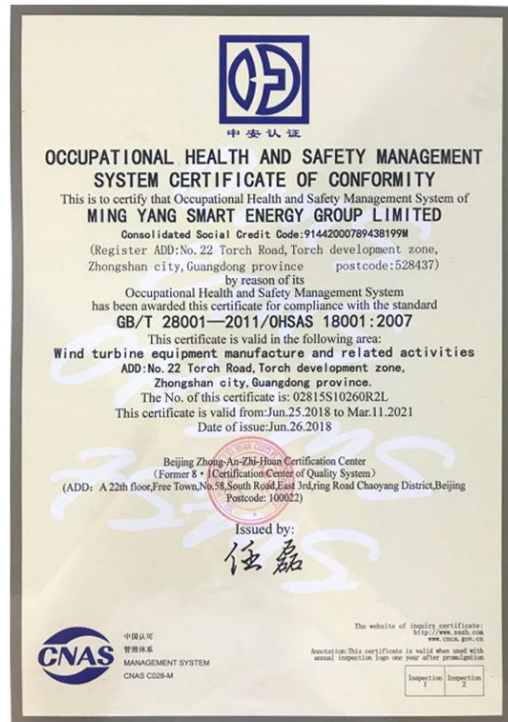 中安认证
OCCUPATIONAL HEALTH AND SAFETY MANAGEMENT
SYSTEM CERTIFICATE OF CONFORMITY
This is to certify that Occupational Health and Safety Management System of
MING YANG SMART ENERGY GROUP LIMITED
Consolidated Social Credit Code:91442000789438199M
(Register ADD:No.22 Torch Road,Torch development zone,
Zhongshan city,Guangdong province postcode:528437)
by reason of its
Occupational Health and Safety Management System
has been awarded this certificate for compliance with the standard
GB/T 28001—2011/OHSAS 18001:2007
This certificate is valid in the following area:
Wind turbine equipment manufacture and related activities
ADD:No.22 Torch Road,Torch development zone,
Zhongshan city,Guangdong province.
The No. of this certificate is: 02815S10260R2L
This certificate is valid from:Jun.25.2018 to Mar.11.2021
Date of issue:Jun.26.2018
Beijing Zhong-An-Zhi-Huan Certification Center
(Former 8·1Certification Center of Quality System)
(ADD: A 22th floor,Free Town,No.58,South Road,East 3rd,ring Road Chaoyang District,Beijing
Postcode: 100022)
Issued by:
任磊
CNAS
中国认可
管理体系
MANAGEMENT SYSTEM
CNAS C028-M
The website of inquiry certificate:
http://www.zazh.com
www.cnca.gov.cn
Annotation:This certificate is valid when used with
annual inspection logo one year after promulgation
Inspection 1
Inspection 2